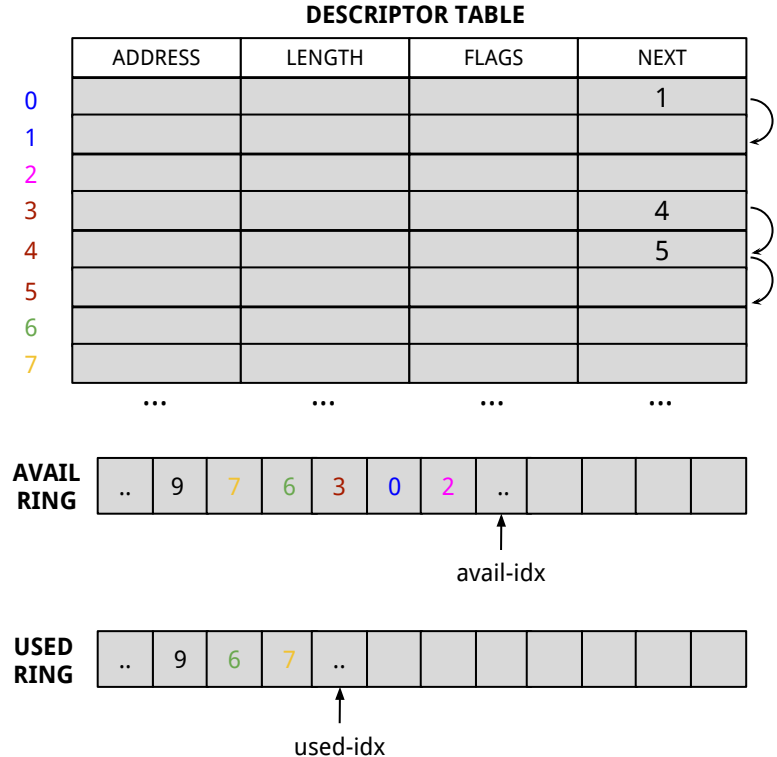 DESCRIPTOR TABLE
ADDRESS LENGTH FLAGS NEXT
0 1
1
2
3 4
4 5
5
6
7
... ... ... ...
AVAIL
RING
.. 9 7 6 3 0 2 ..
avail-idx
USED
RING
.. 9 6 7 ..
used-idx